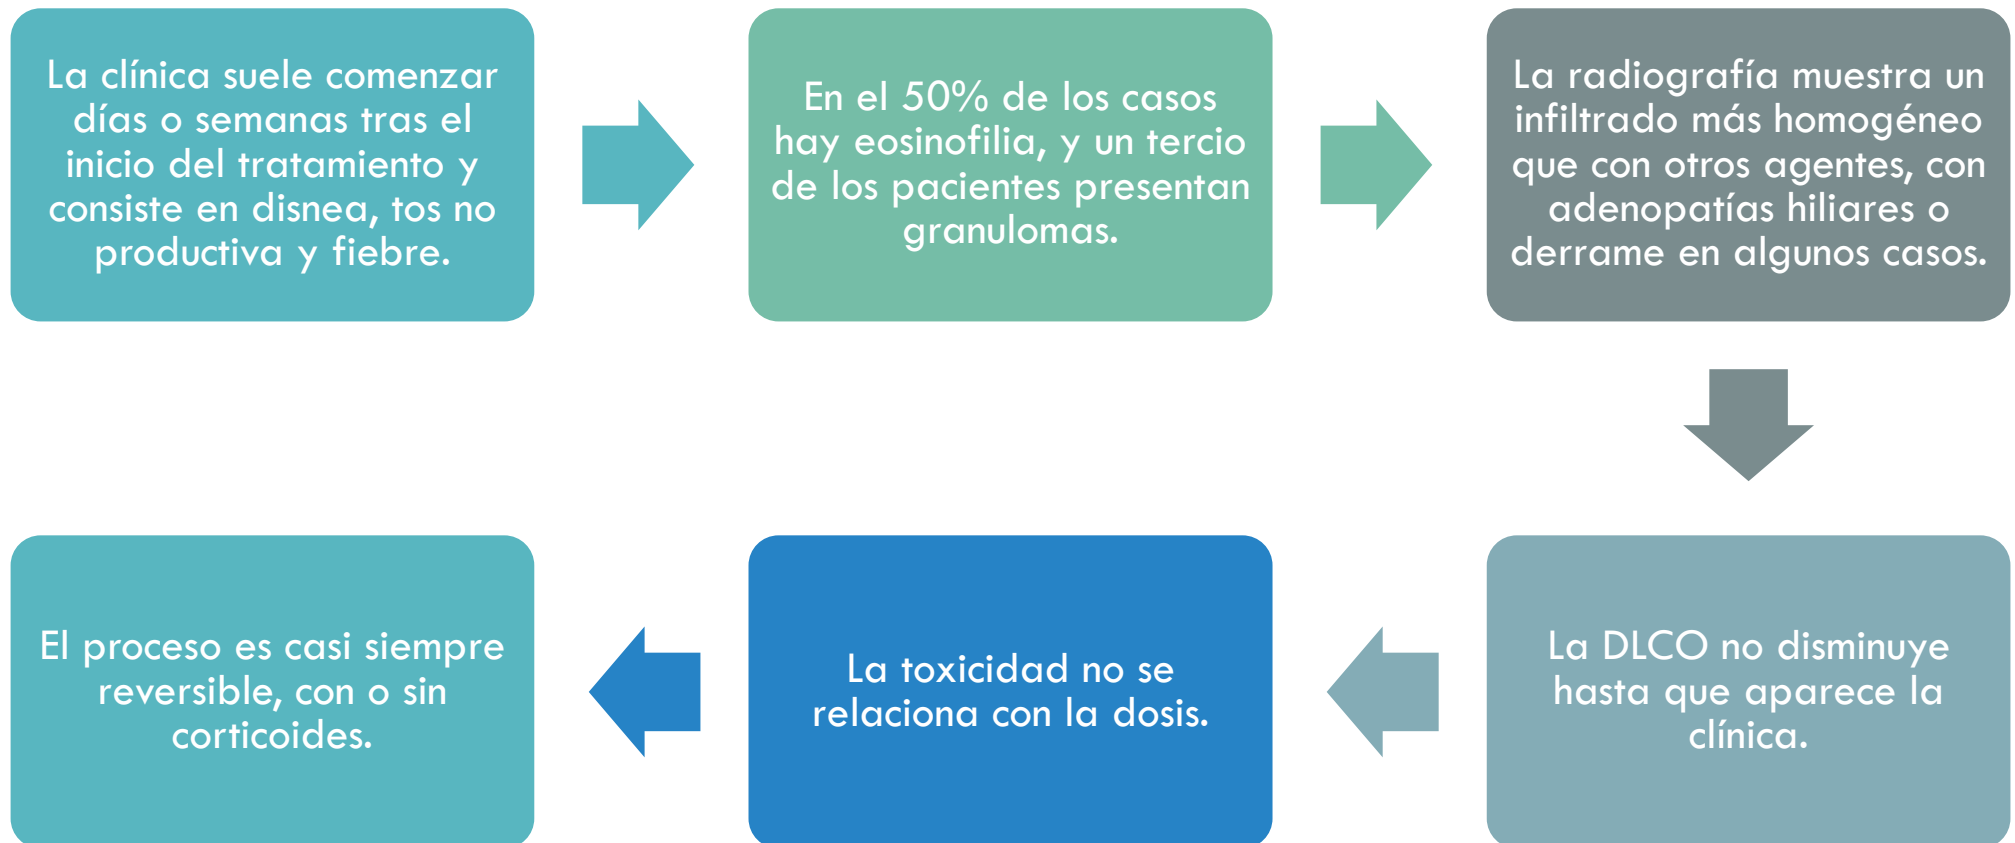 La clínica suele comenzar
días o semanas tras el
inicio del tratamiento y
consiste en disnea, tos no
productiva y fiebre.
En el 50% de los casos
hay eosinofilia, y un tercio
de los pacientes presentan
granulomas.
La radiografía muestra un
infiltrado más homogéneo
que con otros agentes, con
adenopatías hiliares o
derrame en algunos casos.
La DLCO no disminuye
hasta que aparece la
clínica.
La toxicidad no se
relaciona con la dosis.
El proceso es casi siempre
reversible, con o sin
corticoides.